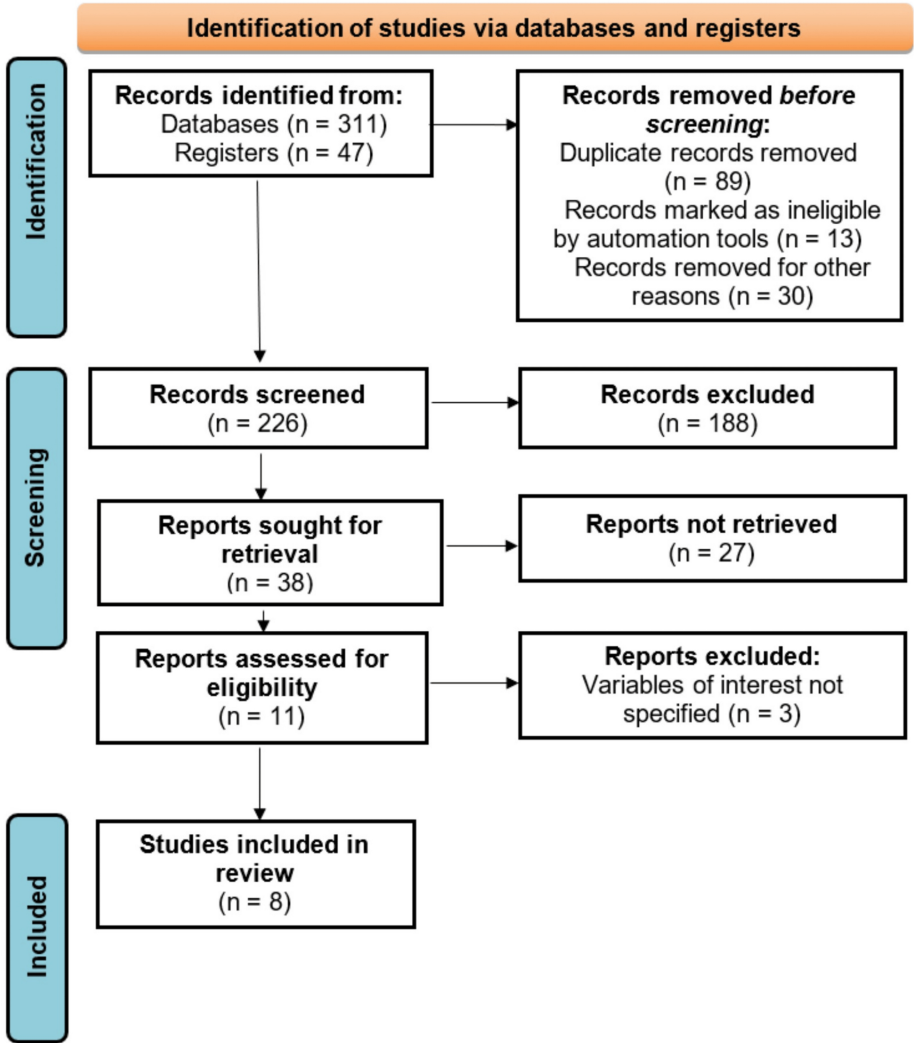 Identification of studies via databases and registers
Identification
Records identified from:
Databases (n = 311)
Registers (n = 47)
Records removed before
screening:
Duplicate records removed
(n = 89)
Records marked as ineligible
by automation tools (n = 13)
Records removed for other
reasons (n = 30)
Screening
Records screened
(n = 226)
Records excluded
(n = 188)
Reports sought for
retrieval
(n = 38)
Reports not retrieved
(n = 27)
Reports assessed for
eligibility
(n = 11)
Reports excluded:
Variables of interest not
specified (n = 3)
Included
Studies included in
review
(n = 8)